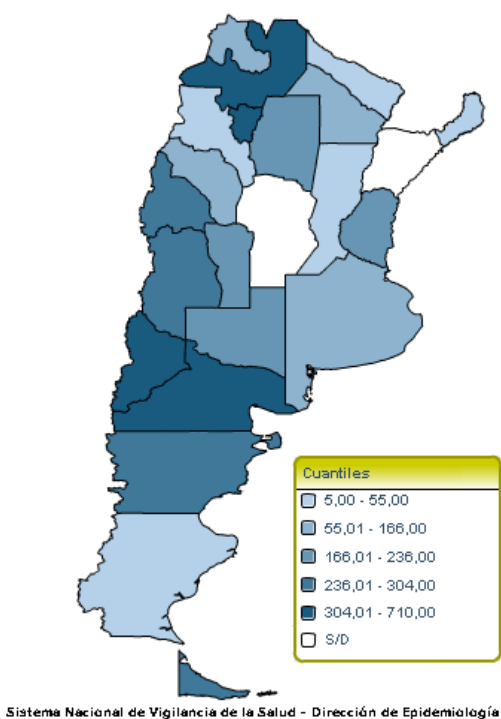 Cuantiles
5,00 - 55,00
55,01 - 166,00
166,01 - 236,00
236,01 - 304,00
304,01 - 710,00
S/D
Sistema Nacional de Vigilancia de la Salud - Dirección de Epidemiología